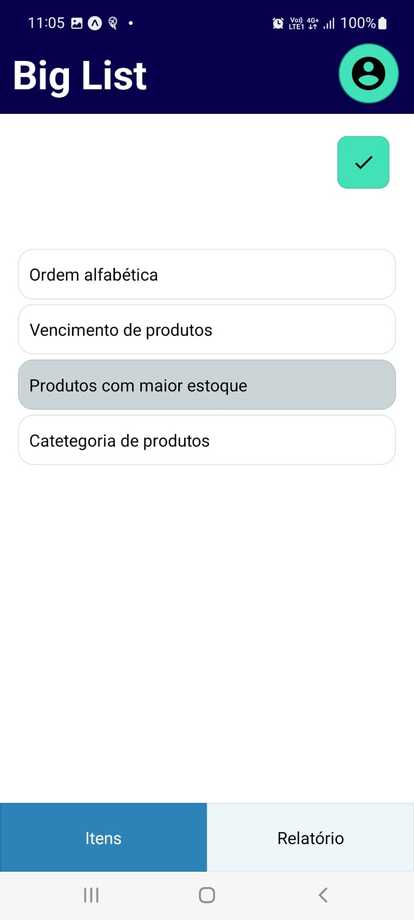 11:05
Vo) 4G+
LTE1
100%
Big List
Ordem alfabética
Vencimento de produtos
Produtos com maior estoque
Catetegoria de produtos
Itens
Relatório